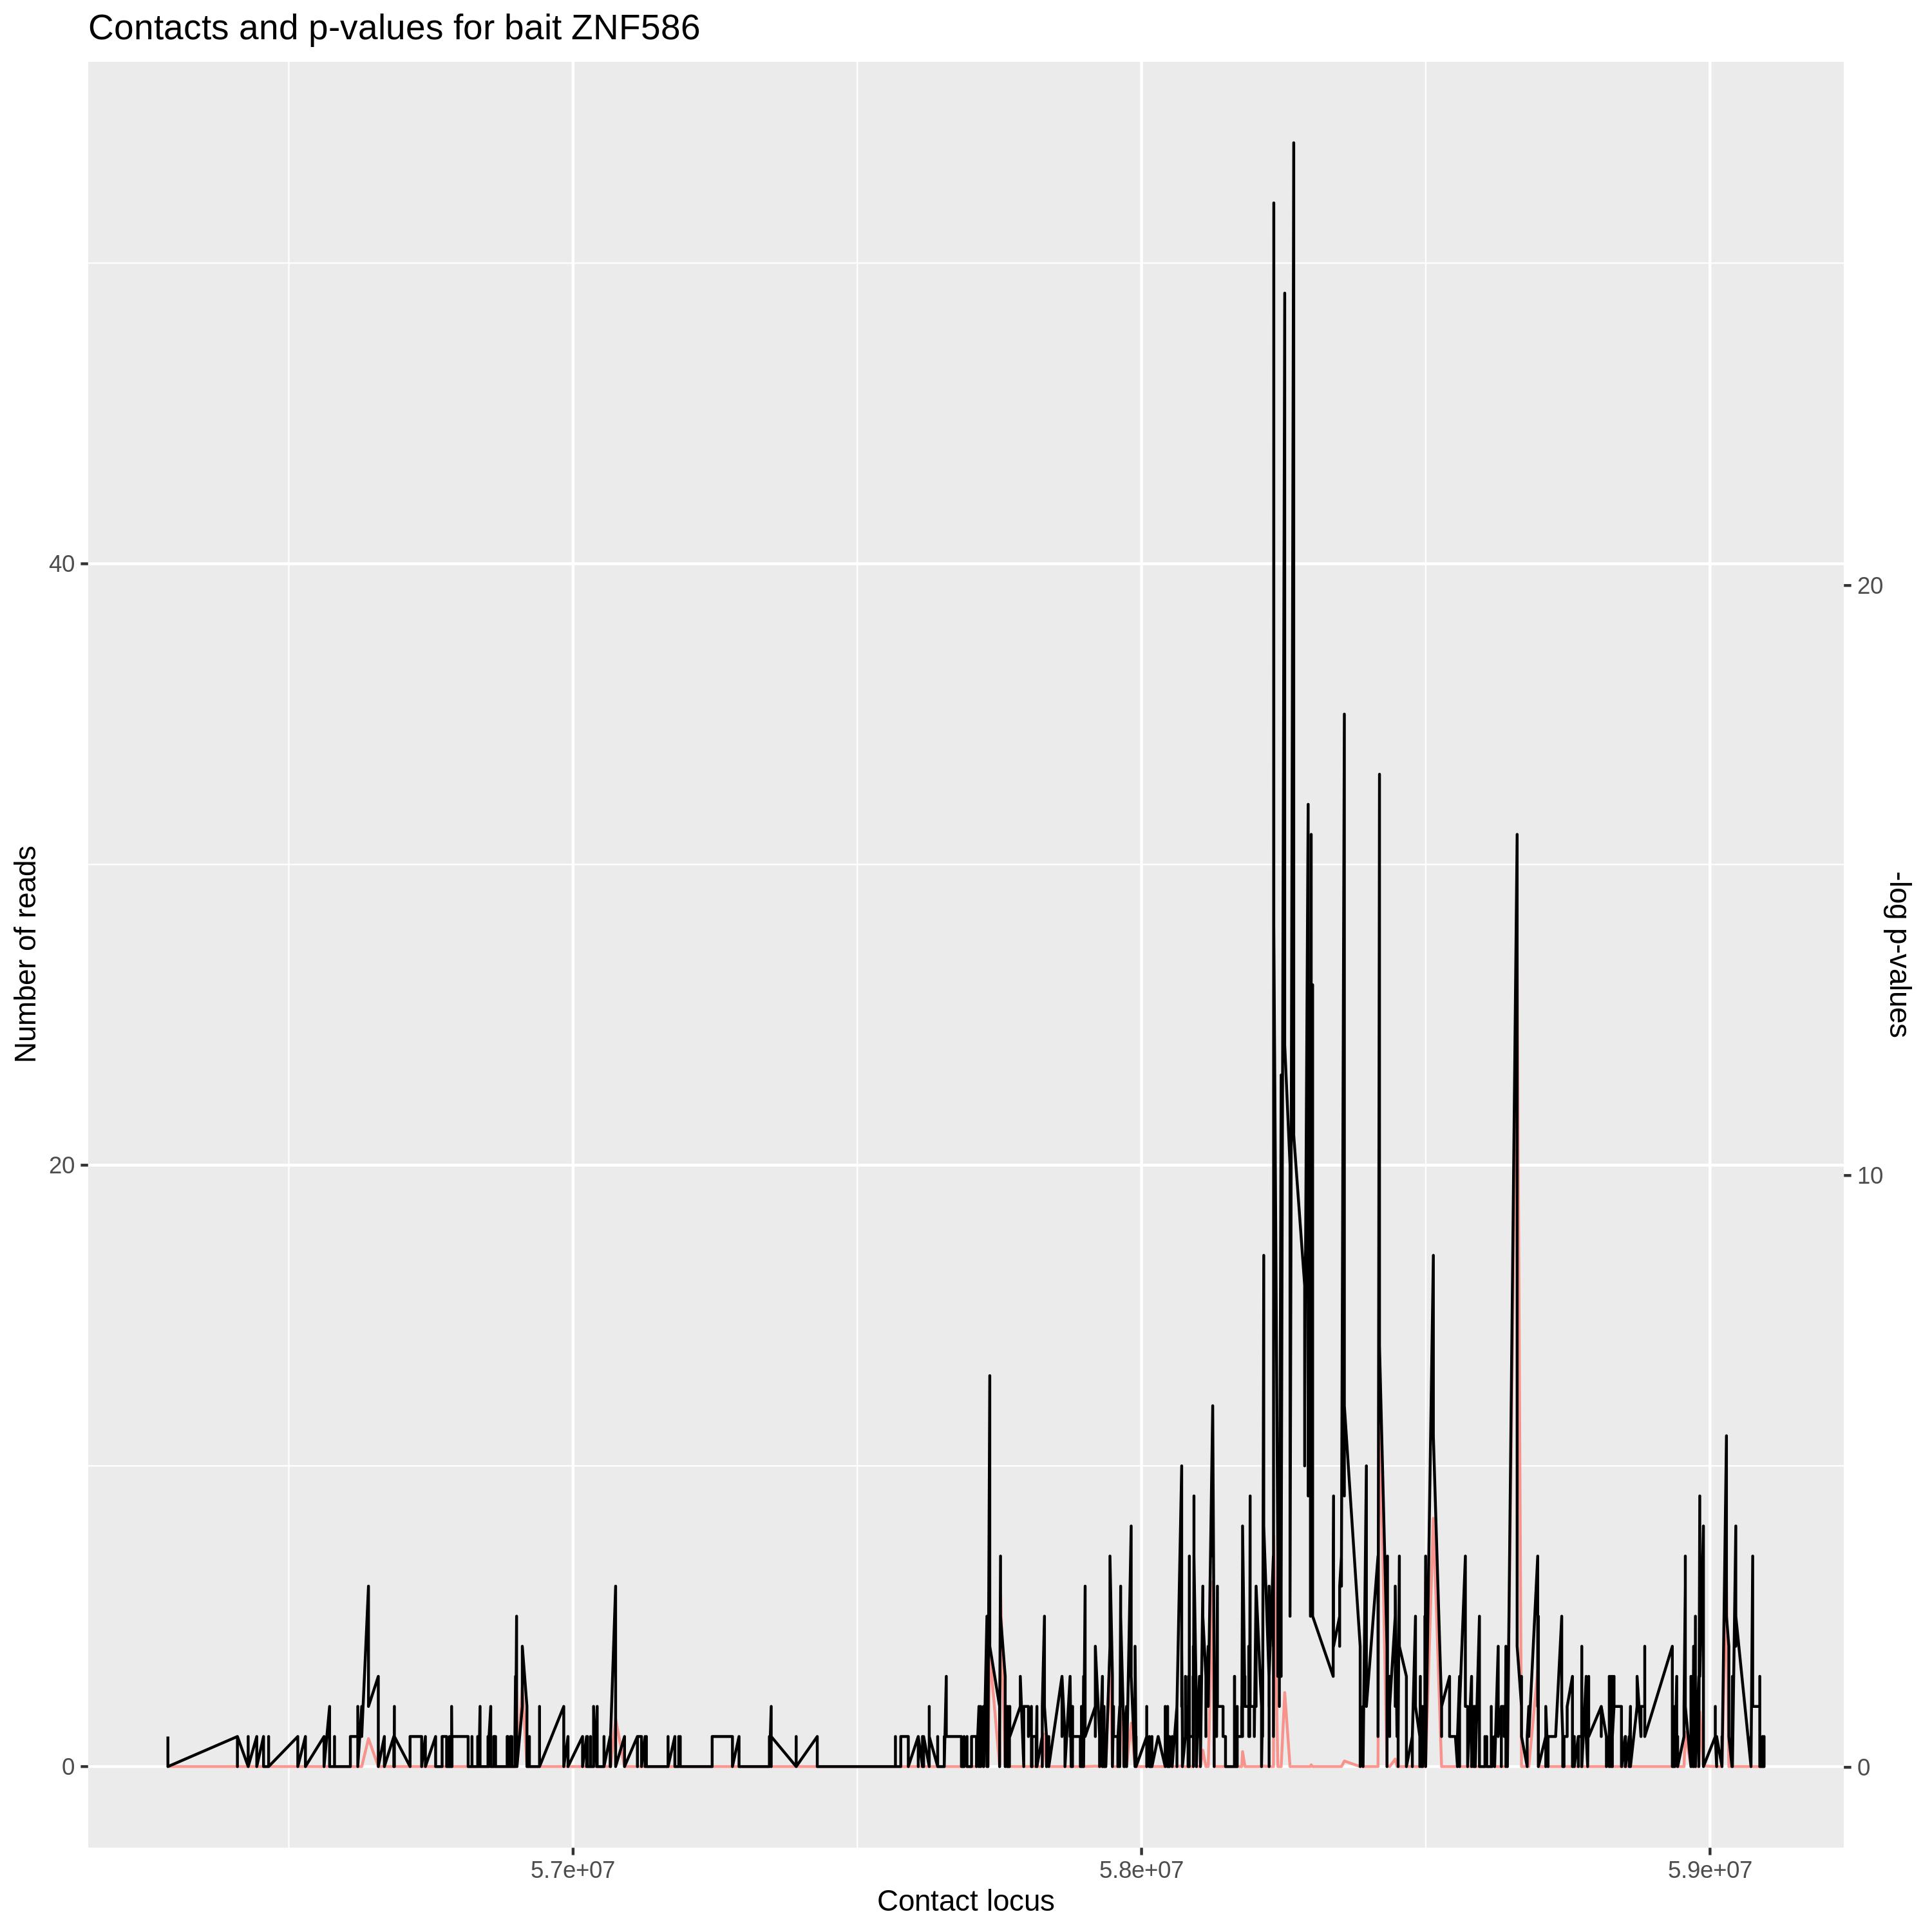 Contacts and p-values for bait ZNF586
Number of reads
40
20
0
20
10
0
-log p-values
5.7e+07
5.8e+07
5.9e+07
Contact locus